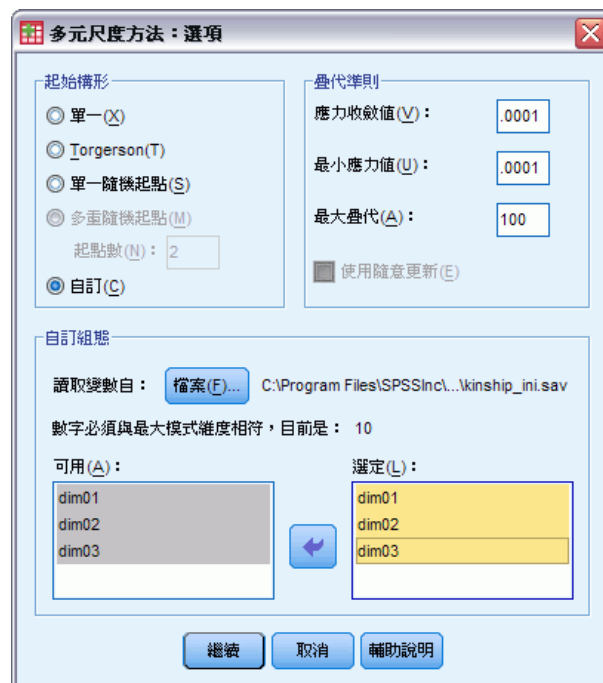 多元尺度方法：選項
起始構形
單一(X)
Torgerson(T)
單一隨機起點(S)
多重隨機起點(M)
起點數(N)： 2
自訂(C)
疊代準則
應力收斂值(V)： .0001
最小應力值(U)： .0001
最大疊代(A)： 100
使用隨意更新(E)
自訂組態
讀取變數自： 檔案(F)... C:\Program Files\SPSSInc\...\kinship_ini.sav
數字必須與最大模式維度相符，目前是： 10
可用(A)：
dim01
dim02
dim03
選定(L)：
dim01
dim02
dim03
繼續 取消 輔助說明